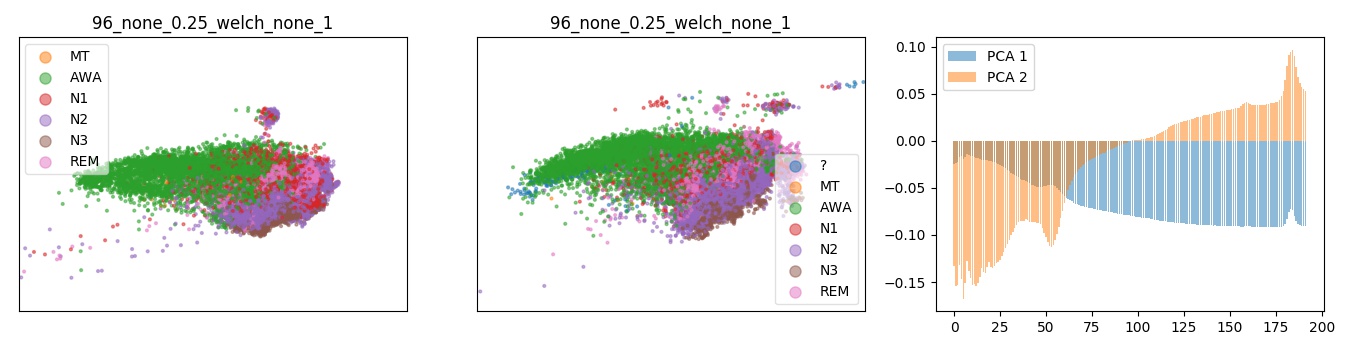 96_none_0.25_welch_none_1
MT
AWA
N1
N2
N3
REM
96_none_0.25_welch_none_1
?
MT
AWA
N1
N2
N3
REM
PCA 1
PCA 2
0.10
0.05
0.00
−0.05
−0.10
−0.15
0 25 50 75 100 125 150 175 200